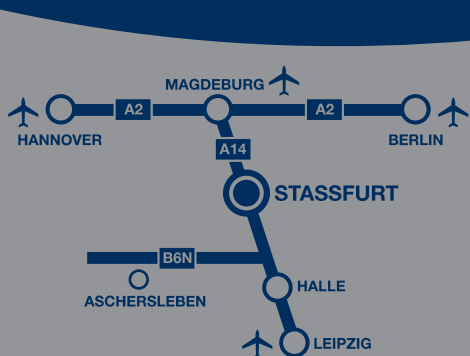 MAGDEBURG
A2
A2
HANNOVER
BERLIN
A14
STASSFURT
B6N
ASCHERSLEBEN
HALLE
LEIPZIG